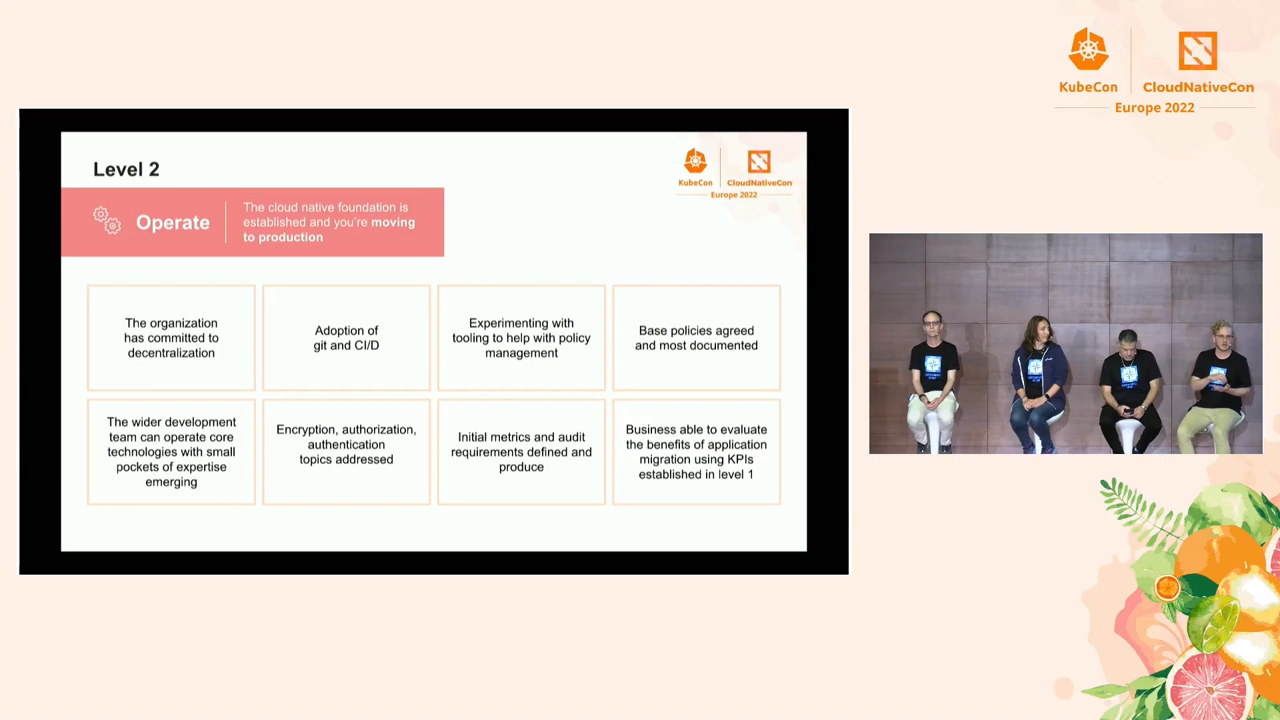 KubeCon
CloudNativeCon
Europe 2022
Level 2
KubeCon
CloudNativeCon
Europe 2022
Operate
The cloud native foundation is
established and you're moving
to production
The organization
has committed to
decentralization
Adoption of
git and CI/D
Experimenting with
tooling to help with policy
management
Base policies agreed
and most documented
The wider development
team can operate core
technologies with small
pockets of expertise
emerging
Encryption, authorization,
authentication
topics addressed
Initial metrics and audit
requirements defined and
produce
Business able to evaluate
the benefits of application
migration using KPIs
established in level 1